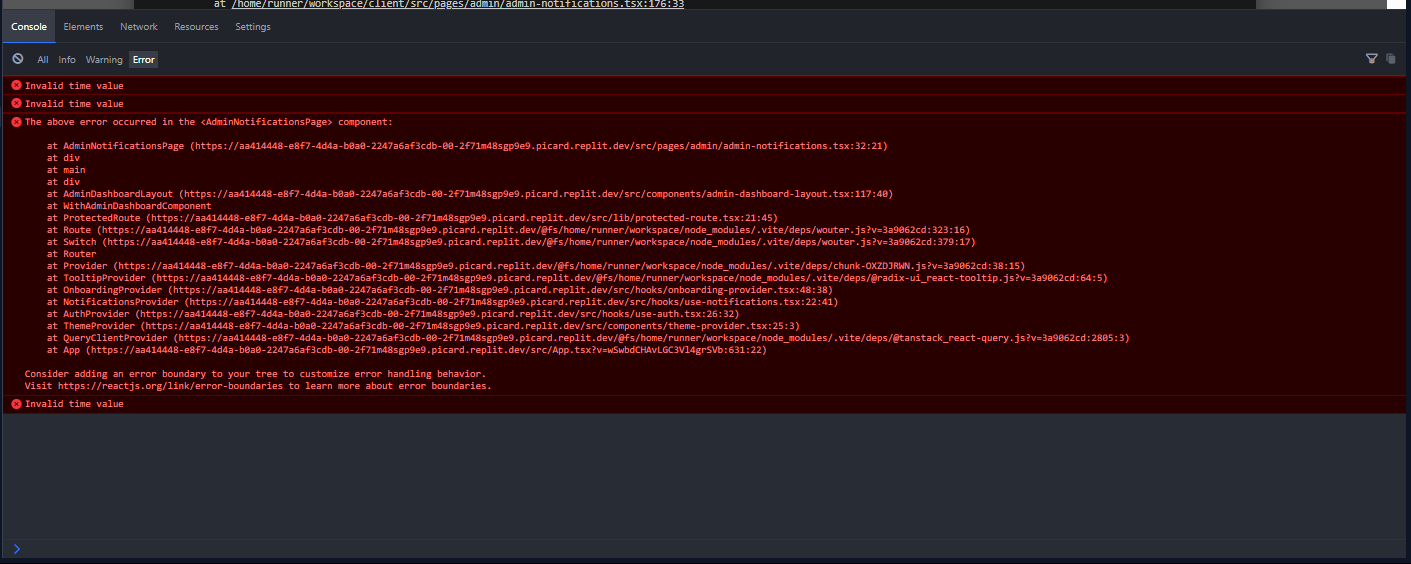 at /home/runner/workspace/client/src/pages/admin/admin-notifications.tsx:176:33
Console Elements Network Resources Settings
All Info Warning Error
Invalid time value
Invalid time value
The above error occurred in the <AdminNotificationsPage> component:
at AdminNotificationsPage (https://aa414448-e8f7-4d4a-b0a0-2247a6af3cdb-00-2f71m48sgp9e9.picard.replit.dev/src/pages/admin/admin-notifications.tsx:32:21)
at div
at main
at div
at AdminDashboardLayout (https://aa414448-e8f7-4d4a-b0a0-2247a6af3cdb-00-2f71m48sgp9e9.picard.replit.dev/src/components/admin-dashboard-layout.tsx:117:40)
at WithAdminDashboardComponent
at ProtectedRoute (https://aa414448-e8f7-4d4a-b0a0-2247a6af3cdb-00-2f71m48sgp9e9.picard.replit.dev/src/lib/protected-route.tsx:21:45)
at Route (https://aa414448-e8f7-4d4a-b0a0-2247a6af3cdb-00-2f71m48sgp9e9.picard.replit.dev/@fs/home/runner/workspace/node_modules/.vite/deps/wouter.js?v=3a9062cd:323:16)
at Switch (https://aa414448-e8f7-4d4a-b0a0-2247a6af3cdb-00-2f71m48sgp9e9.picard.replit.dev/@fs/home/runner/workspace/node_modules/.vite/deps/wouter.js?v=3a9062cd:379:17)
at Router
at Provider (https://aa414448-e8f7-4d4a-b0a0-2247a6af3cdb-00-2f71m48sgp9e9.picard.replit.dev/@fs/home/runner/workspace/node_modules/.vite/deps/chunk-OXZDJRWN.js?v=3a9062cd:38:15)
at TooltipProvider (https://aa414448-e8f7-4d4a-b0a0-2247a6af3cdb-00-2f71m48sgp9e9.picard.replit.dev/@fs/home/runner/workspace/node_modules/.vite/deps/@radix-ui_react-tooltip.js?v=3a9062cd:64:5)
at OnboardingProvider (https://aa414448-e8f7-4d4a-b0a0-2247a6af3cdb-00-2f71m48sgp9e9.picard.replit.dev/src/hooks/onboarding-provider.tsx:48:38)
at NotificationsProvider (https://aa414448-e8f7-4d4a-b0a0-2247a6af3cdb-00-2f71m48sgp9e9.picard.replit.dev/src/hooks/use-notifications.tsx:22:41)
at AuthProvider (https://aa414448-e8f7-4d4a-b0a0-2247a6af3cdb-00-2f71m48sgp9e9.picard.replit.dev/src/hooks/use-auth.tsx:26:32)
at ThemeProvider (https://aa414448-e8f7-4d4a-b0a0-2247a6af3cdb-00-2f71m48sgp9e9.picard.replit.dev/src/components/theme-provider.tsx:25:3)
at QueryClientProvider (https://aa414448-e8f7-4d4a-b0a0-2247a6af3cdb-00-2f71m48sgp9e9.picard.replit.dev/@fs/home/runner/workspace/node_modules/.vite/deps/@tanstack_react-query.js?v=3a9062cd:2805:3)
at App (https://aa414448-e8f7-4d4a-b0a0-2247a6af3cdb-00-2f71m48sgp9e9.picard.replit.dev/src/App.tsx?v=wSwbdCHAvLGC3Vl4grSVb:631:22)
Consider adding an error boundary to your tree to customize error handling behavior.
Visit https://reactjs.org/link/error-boundaries to learn more about error boundaries.
Invalid time value